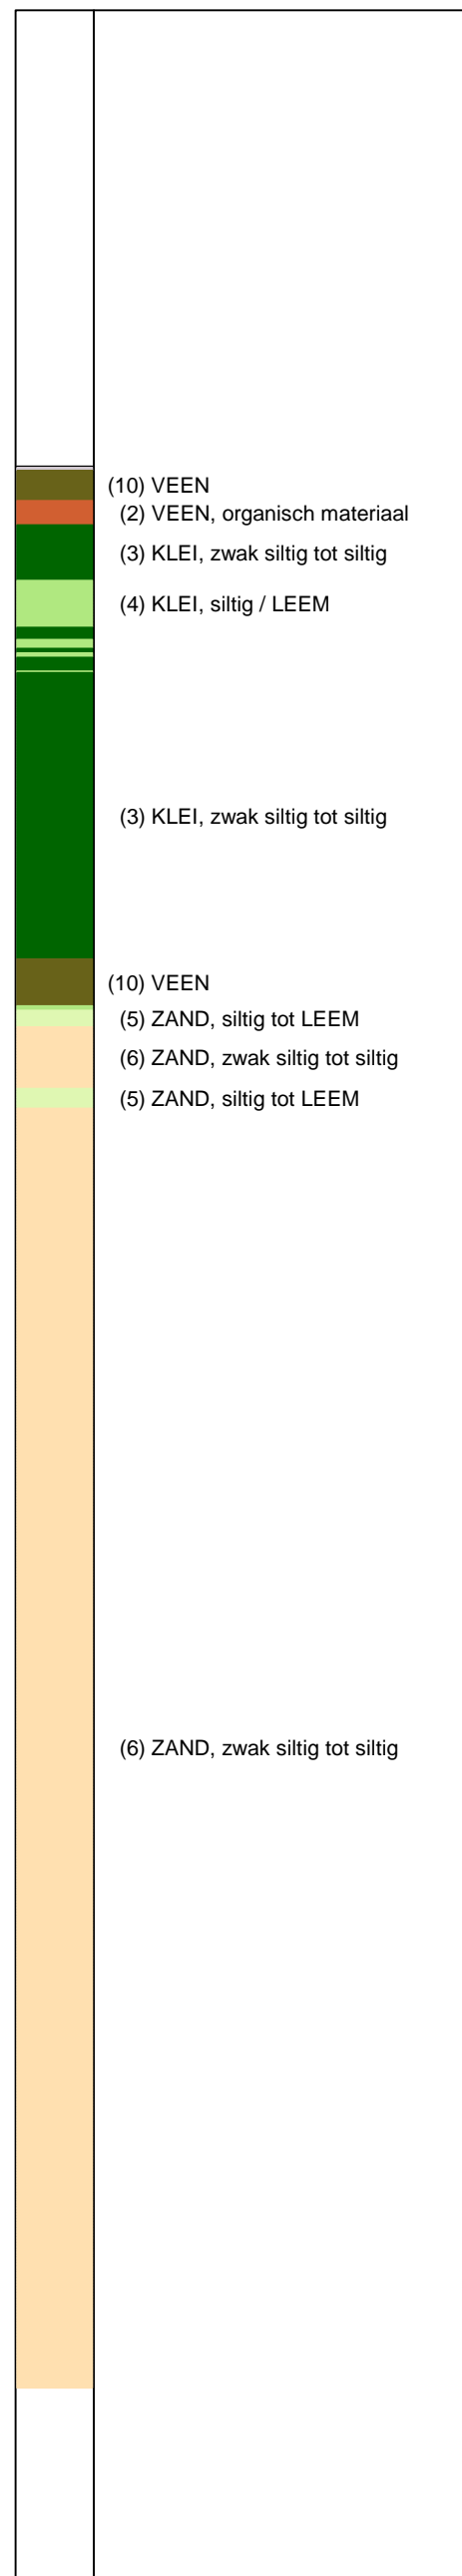 (10) VEEN
(2) VEEN, organisch materiaal
(3) KLEI, zwak siltig tot siltig
(4) KLEI, siltig / LEEM
(3) KLEI, zwak siltig tot siltig
(10) VEEN
(5) ZAND, siltig tot LEEM
(6) ZAND, zwak siltig tot siltig
(5) ZAND, siltig tot LEEM
(6) ZAND, zwak siltig tot siltig